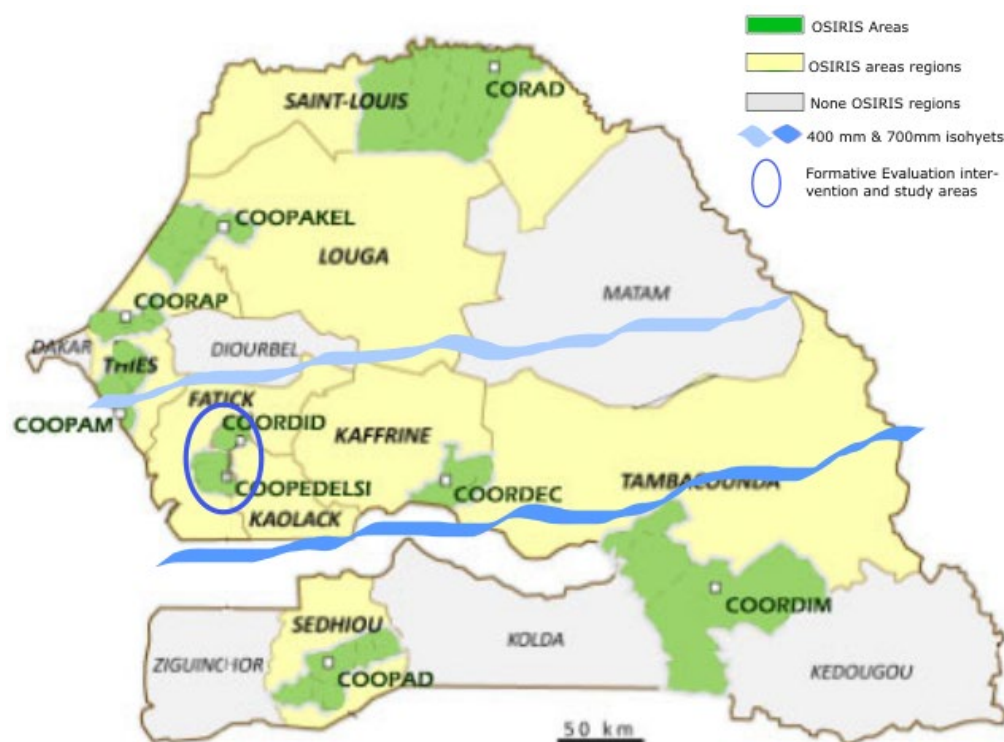 OSIRIS Areas
OSIRIS areas regions
None OSIRIS regions
400 mm & 700mm isohyets
Formative Evaluation inter-
vention and study areas
CORAD
SAINT-LOUIS
COOPAKEL
LOUGA
MATAM
COORAP
DAKAR
DIOURBEL
THIES
FATICK
COOPAM
COORDID
KAFFRINE
COOPEDELSI
COORDEC
TAMBACOUNDA
KAOLACK
COORDIM
SEDHIOU
KOLDA
ZIGUINCHOR
COOPAD
KEDOUGOU
50 km